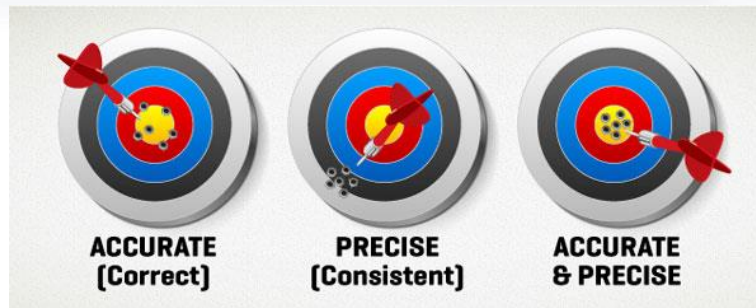 ACCURATE
(Correct)
PRECISE
(Consistent)
ACCURATE
& PRECISE